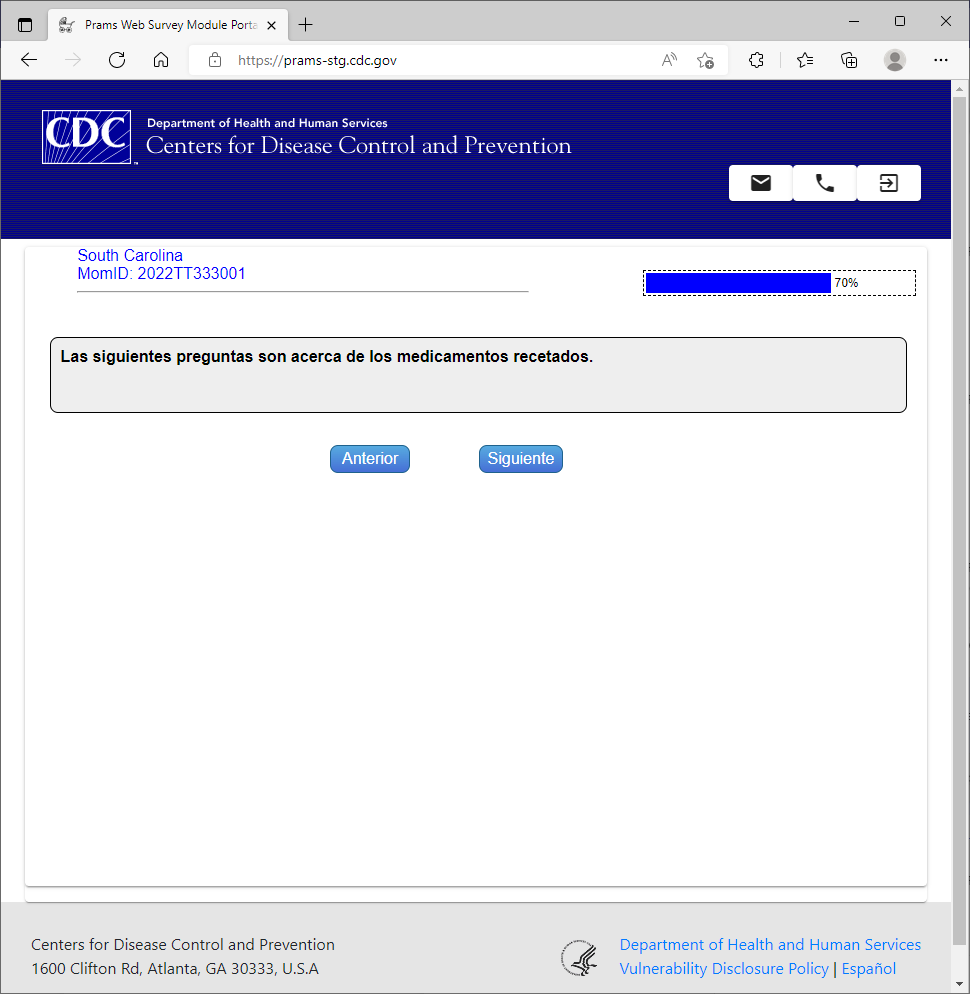 Prams Web Survey Module Porta
https://prams-stg.cdc.gov
CDC
Department of Health and Human Services
Centers for Disease Control and Prevention
South Carolina
MomID: 2022TT333001
70%
Las siguientes preguntas son acerca de los medicamentos recetados.
Anterior
Siguiente
Centers for Disease Control and Prevention
1600 Clifton Rd, Atlanta, GA 30333, U.S.A
Department of Health and Human Services
Vulnerability Disclosure Policy | Español